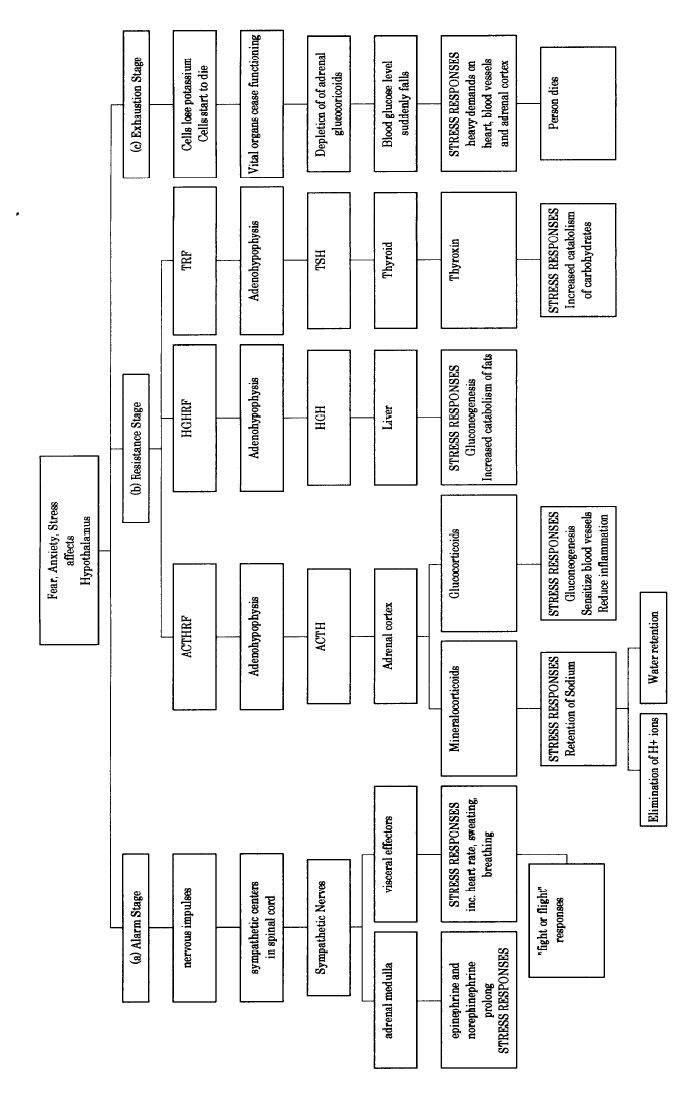 Fear, Anxiety, Stress
affects
Hypothalamus
(a) Alarm Stage
nervous impulses
sympathetic centers
in spinal cord
Sympathetic Nerves
adrenal medulla
epinephrine and
norephinephrine
prolong
STRESS RESPONSES
visceral effectors
STRESS RESPONSES
inc. heart rate, sweating,
breathing
"fight or flight"
responses
(b) Resistance Stage
ACTHRF
Adenohypophysis
ACTH
Adrenal cortex
Mineralocorticoids
STRESS RESPONSES
Retention of Sodium
Elimination of H+ ions
Water retention
Glucocorticoids
STRESS RESPONSES
Gluconeogenesis
Sensitize blood vessels
Reduce inflammation
HGHRF
Adenohypophysis
HGH
Liver
STRESS RESPONSES
Gluconeogenesis
Increased catabolism of fats
TRF
Adenohypophysis
TSH
Thyroid
Thyroxin
STRESS RESPONSES
Increased catabolism
of carbohydrates
(c) Exhaustion Stage
Cells lose potassium
Cells start to die
Vital organs cease functioning
Depletion of of adrenal
glurocoricoids
Blood glucose level
suddenly falls
STRESS RESPONSES
heavy demands on
heart, blood vessels
and adrenal cortex
Person dies